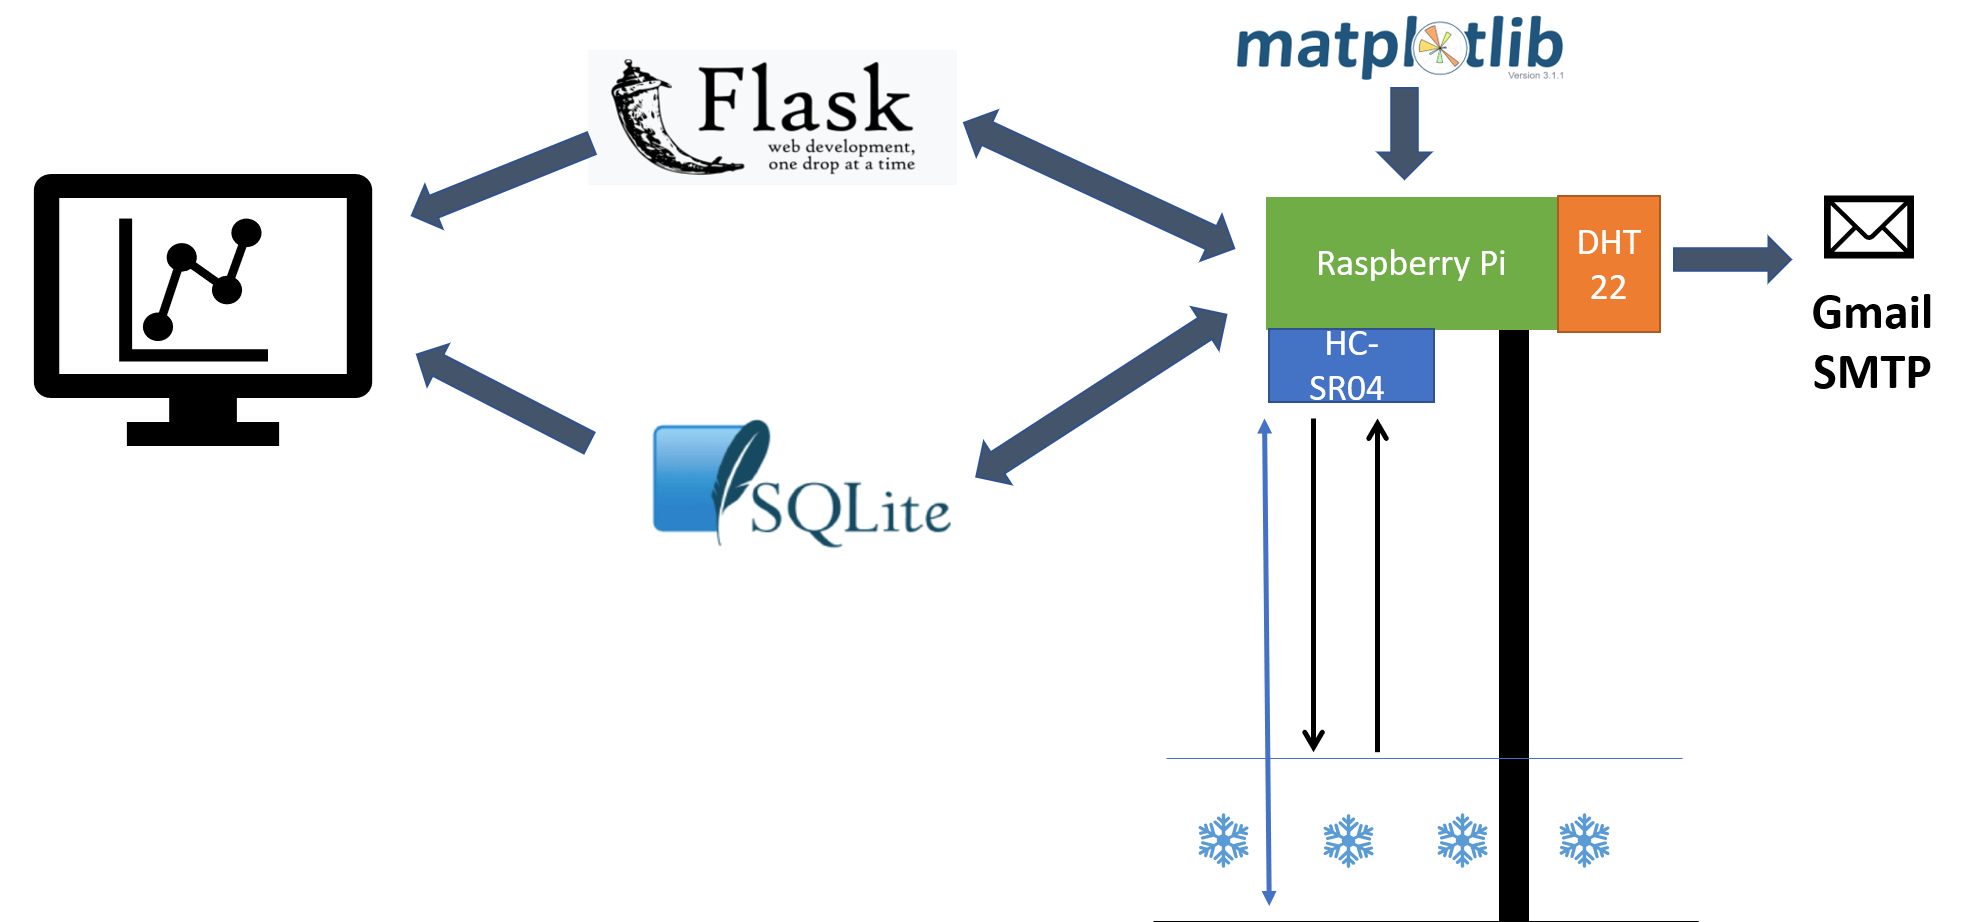 matplotlib
Version 3.1.1
Flask
web development,
one drop at a time
Raspberry Pi
DHT
22
HC-
SR04
Gmail
SMTP
SQLite